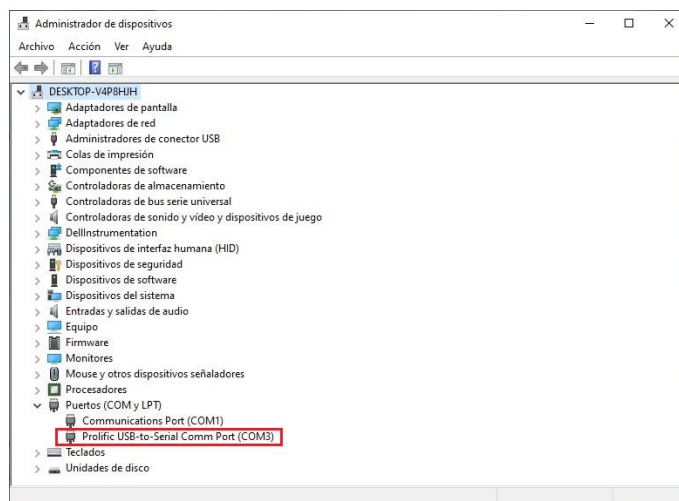 Administrador de dispositivos
Archivo Acción Ver Ayuda
DESKTOP-V4P8HJH
Adaptadores de pantalla
Adaptadores de red
Administradores de conector USB
Colas de impresión
Componentes de software
Controladoras de almacenamiento
Controladoras de bus serie universal
Controladoras de sonido y vídeo y dispositivos de juego
DellInstrumentation
Dispositivos de interfaz humana (HID)
Dispositivos de seguridad
Dispositivos de software
Dispositivos del sistema
Entradas y salidas de audio
Equipo
Firmware
Monitores
Mouse y otros dispositivos señaladores
Procesadores
Puertos (COM y LPT)
Communications Port (COM1)
Prolific USB-to-Serial Comm Port (COM3)
Teclados
Unidades de disco